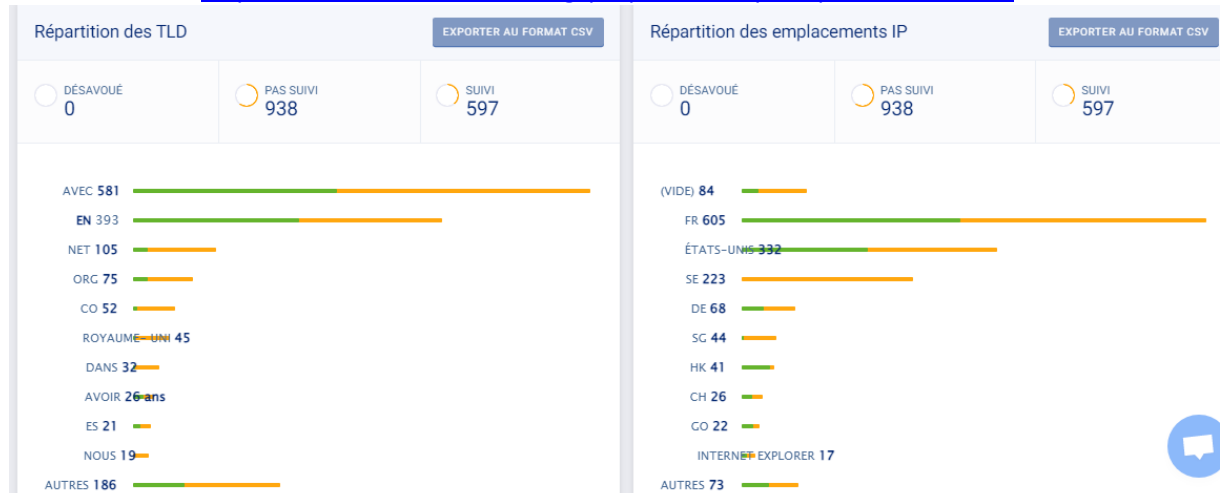 Répartition des TLD
EXPORTER AU FORMAT CSV
DÉSAVOUÉ
0
PAS SUIVI
938
SUIVI
597
AVEC 581
EN 393
NET 105
ORG 75
CO 52
ROYAUME- UNI 45
DANS 32
AVOIR 26 ans
ES 21
NOUS 19
AUTRES 186
Répartition des emplacements IP
EXPORTER AU FORMAT CSV
DÉSAVOUÉ
0
PAS SUIVI
938
SUIVI
597
(VIDE) 84
FR 605
ÉTATS-UNIS 332
SE 223
DE 68
SG 44
HK 41
CH 26
GO 22
INTERNET EXPLORER 17
AUTRES 73